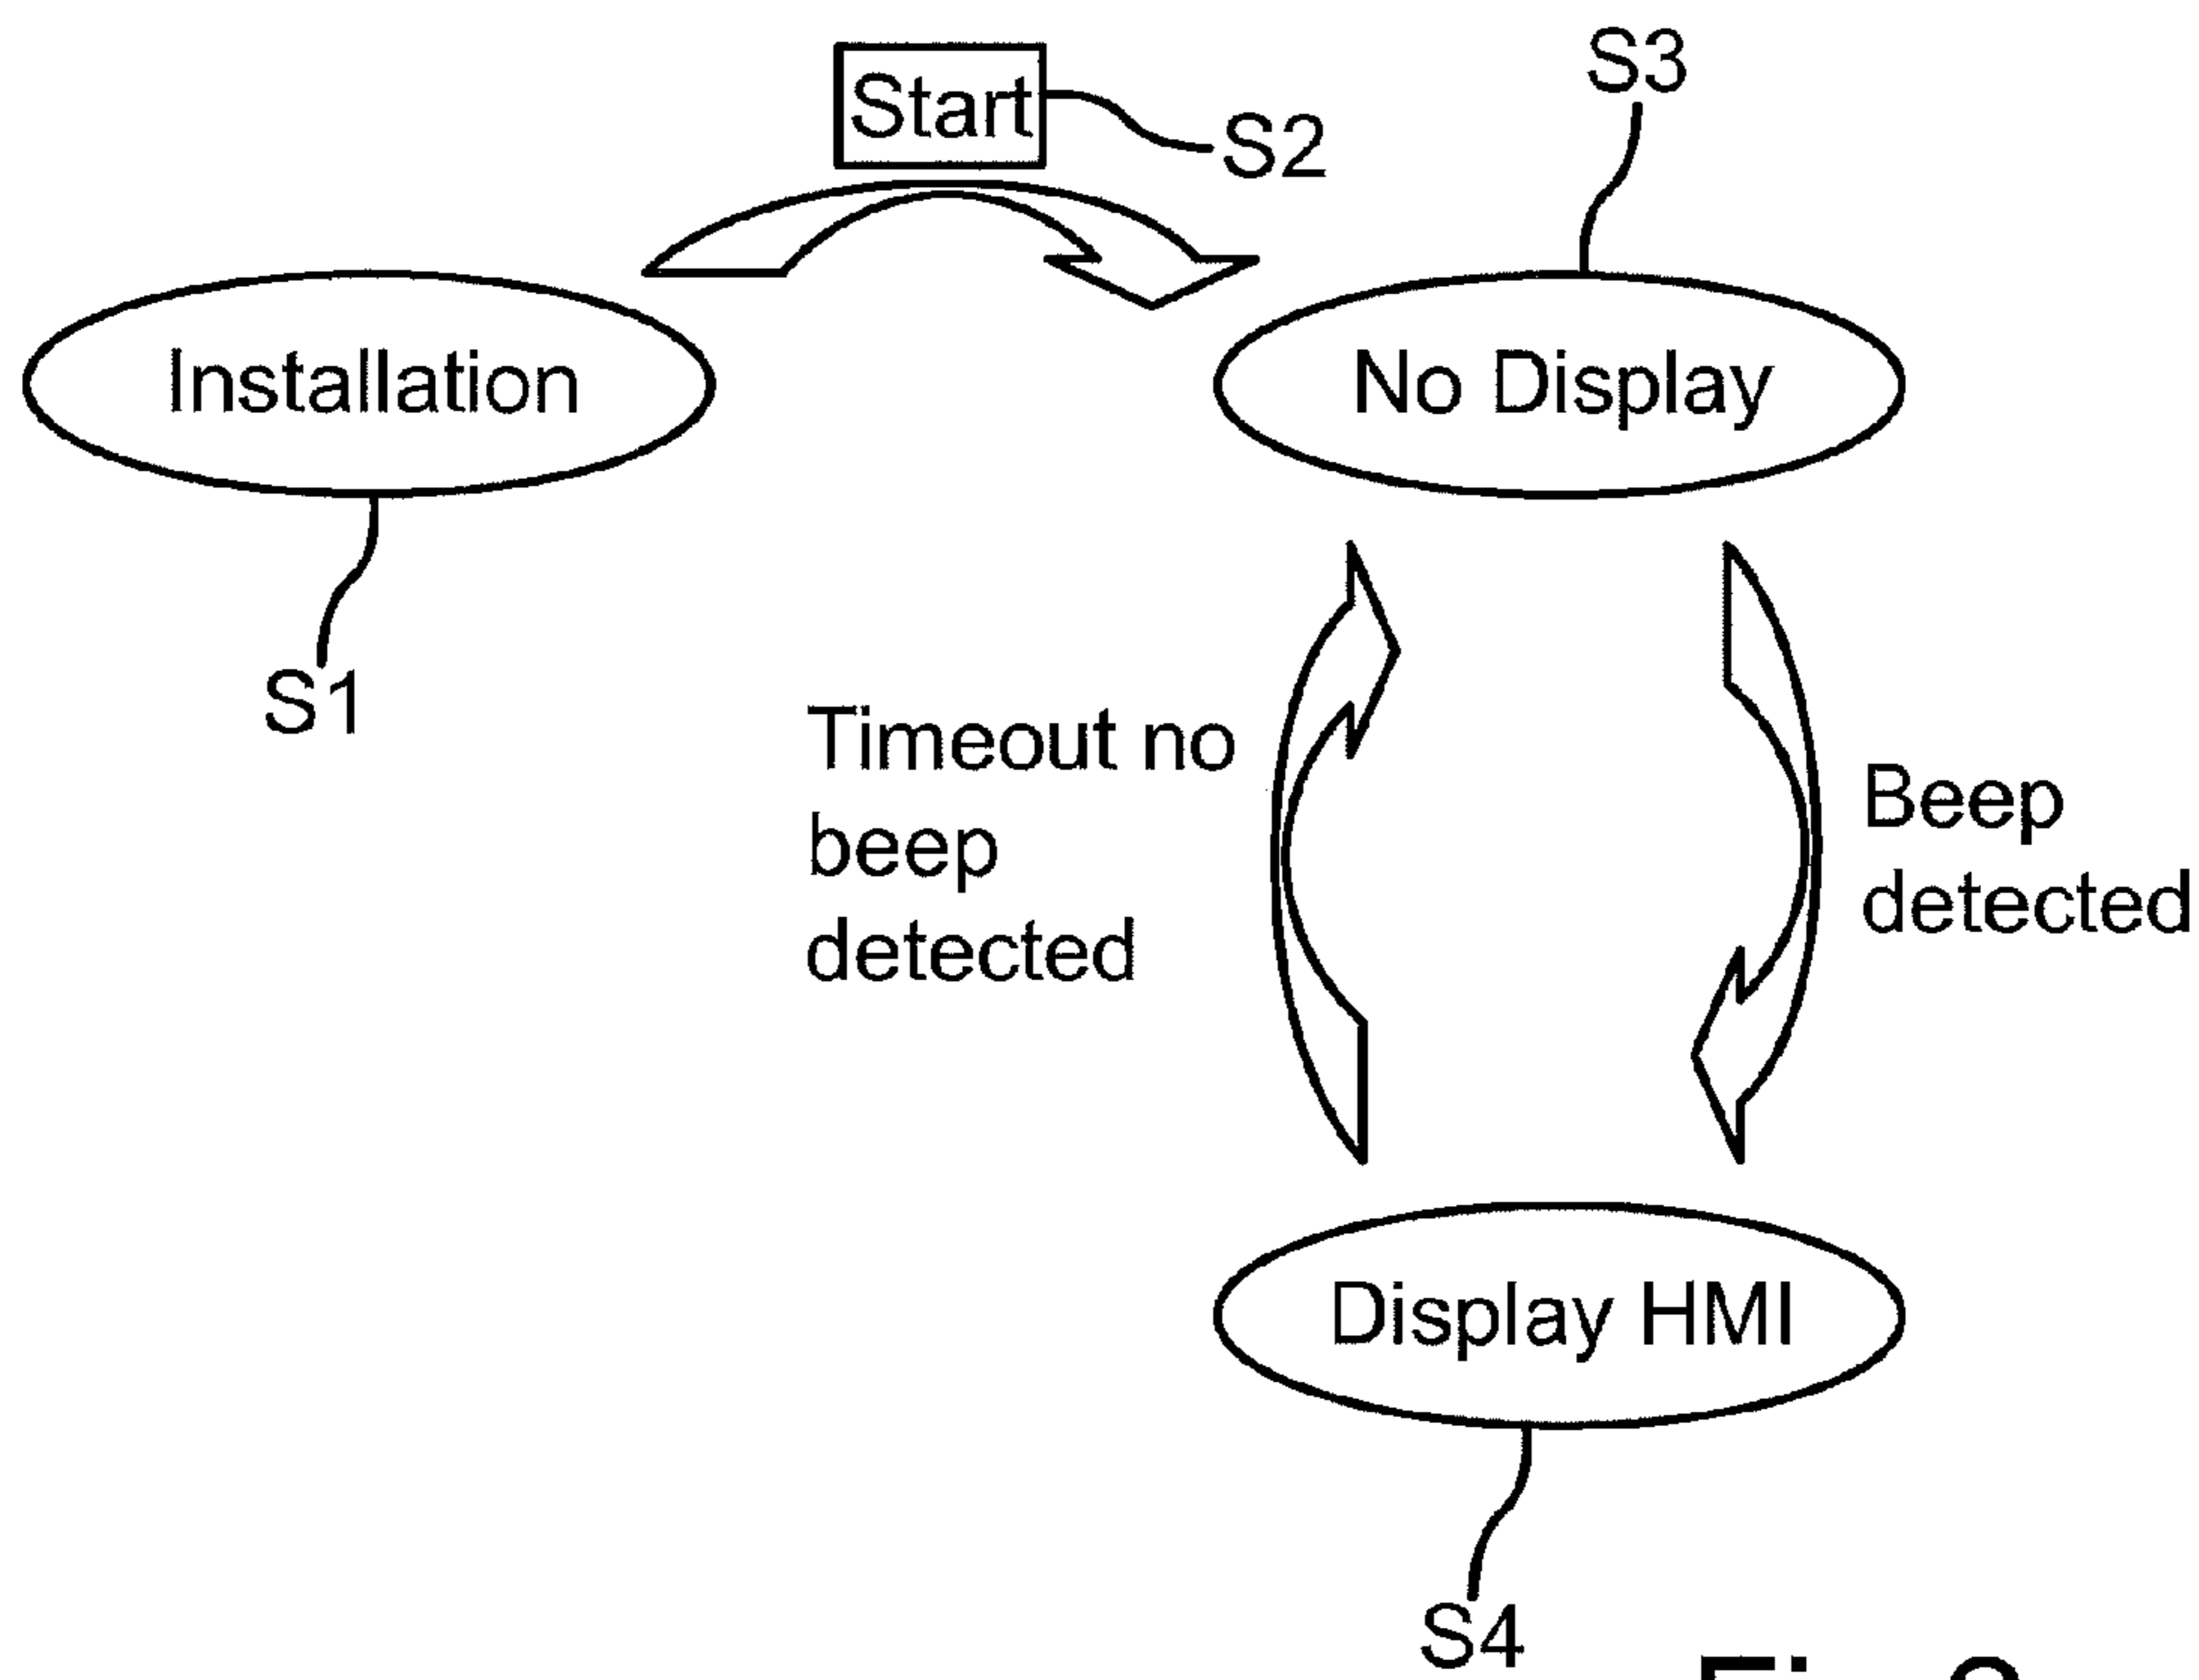 S3
Start
S2
Installation
No Display
S1
Timeout no
beep
detected
Beep
detected
Display HMI
S4